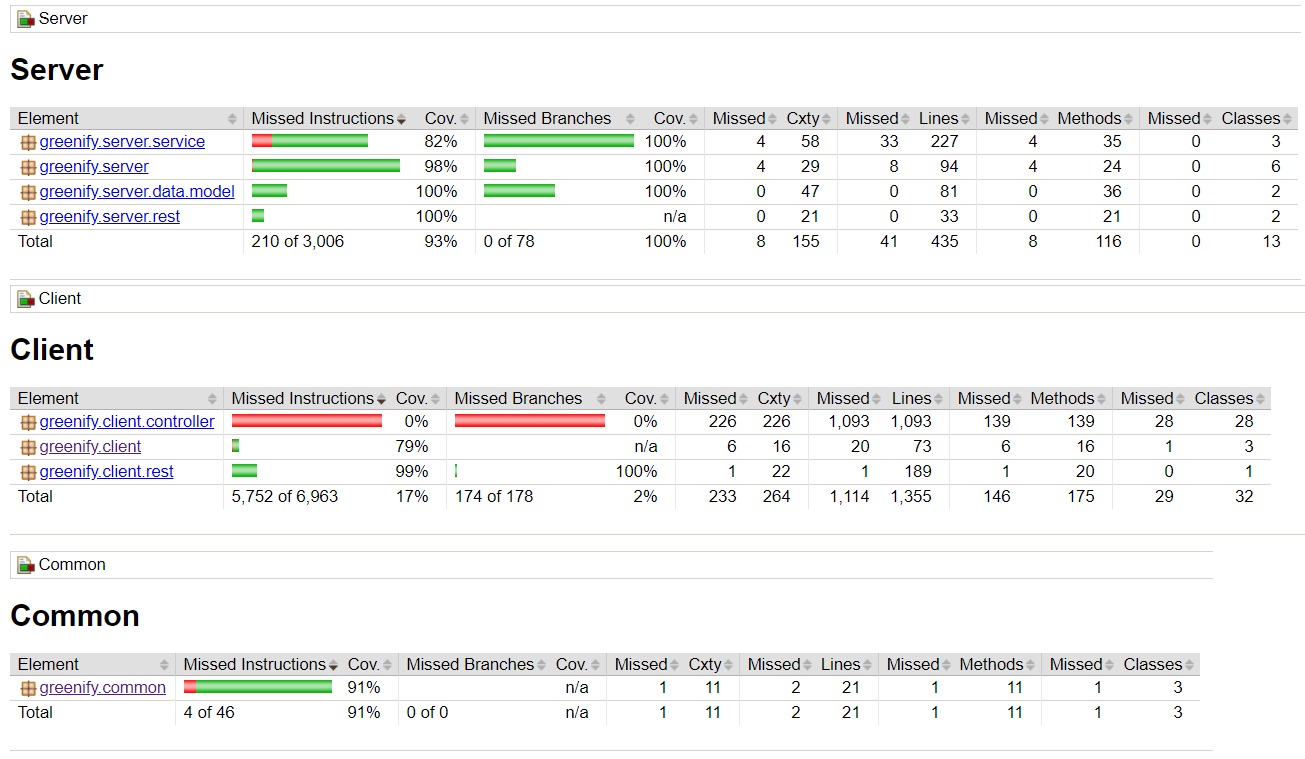 Server
Server
Element Missed Instructions Cov. Missed Branches Cov. Missed Cxty Missed Lines Missed Methods Missed Classes
greenify.server.service 82% 100% 4 58 33 227 4 35 0 3
greenify.server 98% 100% 4 29 8 94 4 24 0 6
greenify.server.data.model 100% 100% 0 47 0 81 0 36 0 2
greenify.server.rest 100% n/a 0 21 0 33 0 21 0 2
Total 210 of 3,006 93% 0 of 78 100% 8 155 41 435 8 116 0 13
Client
Client
Element Missed Instructions Cov. Missed Branches Cov. Missed Cxty Missed Lines Missed Methods Missed Classes
greenify.client.controller 0% 0% 226 226 1,093 1,093 139 139 28 28
greenify.client 79% n/a 6 16 20 73 6 16 1 3
greenify.client.rest 99% 100% 1 22 1 189 1 20 0 1
Total 5,752 of 6,963 17% 174 of 178 2% 233 264 1,114 1,355 146 175 29 32
Common
Common
Element Missed Instructions Cov. Missed Branches Cov. Missed Cxty Missed Lines Missed Methods Missed Classes
greenify.common 91% n/a 1 11 2 21 1 11 1 3
Total 4 of 46 91% 0 of 0 n/a 1 11 2 21 1 11 1 3